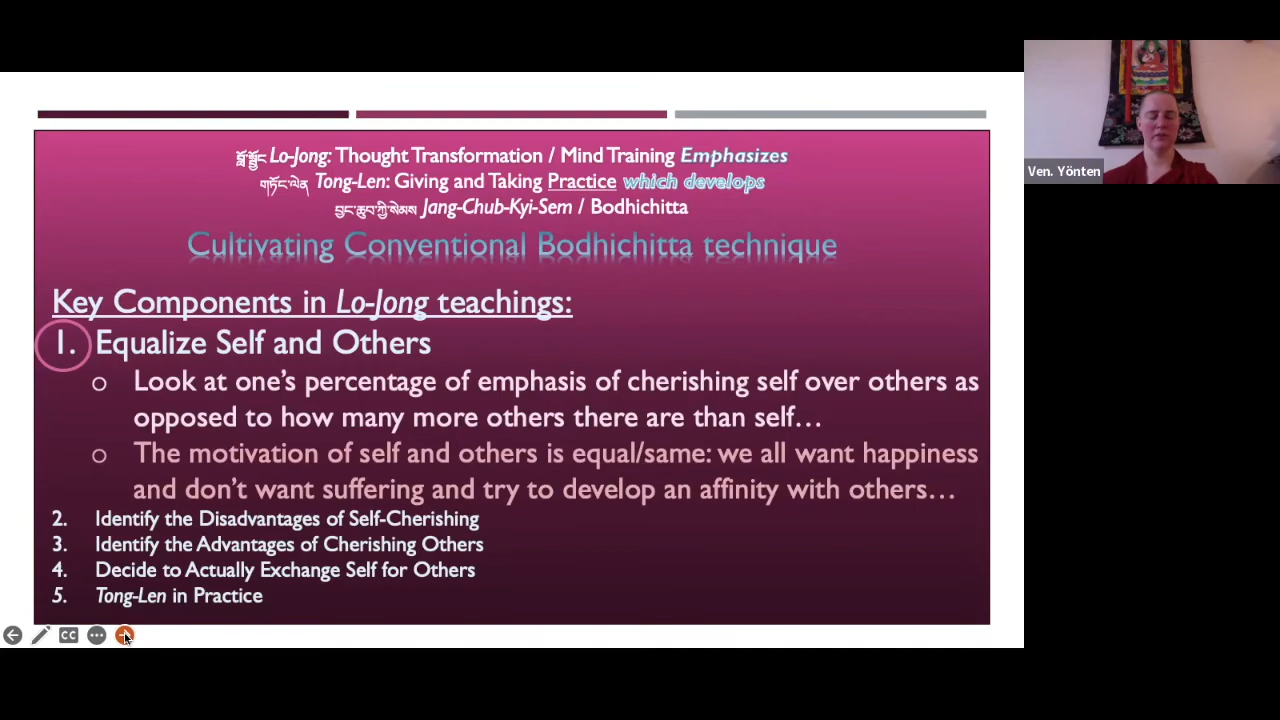 བློ་སྦྱོང Lo-Jong: Thought Transformation / Mind Training Emphasizes
གཏོང་ལེན Tong-Len: Giving and Taking Practice which develops
བྱང་ཆུབ་ཀྱི་སེམས Jang-Chub-Kyi-Sem / Bodhichitta
Cultivating Conventional Bodhichitta technique
Key Components in Lo-Jong teachings:
1. Equalize Self and Others
o Look at one's percentage of emphasis of cherishing self over others as
opposed to how many more others there are than self…
o The motivation of self and others is equal/same: we all want happiness
and don't want suffering and try to develop an affinity with others…
2. Identify the Disadvantages of Self-Cherishing
3. Identify the Advantages of Cherishing Others
4. Decide to Actually Exchange Self for Others
5. Tong-Len in Practice
CC
Ven. Yönten